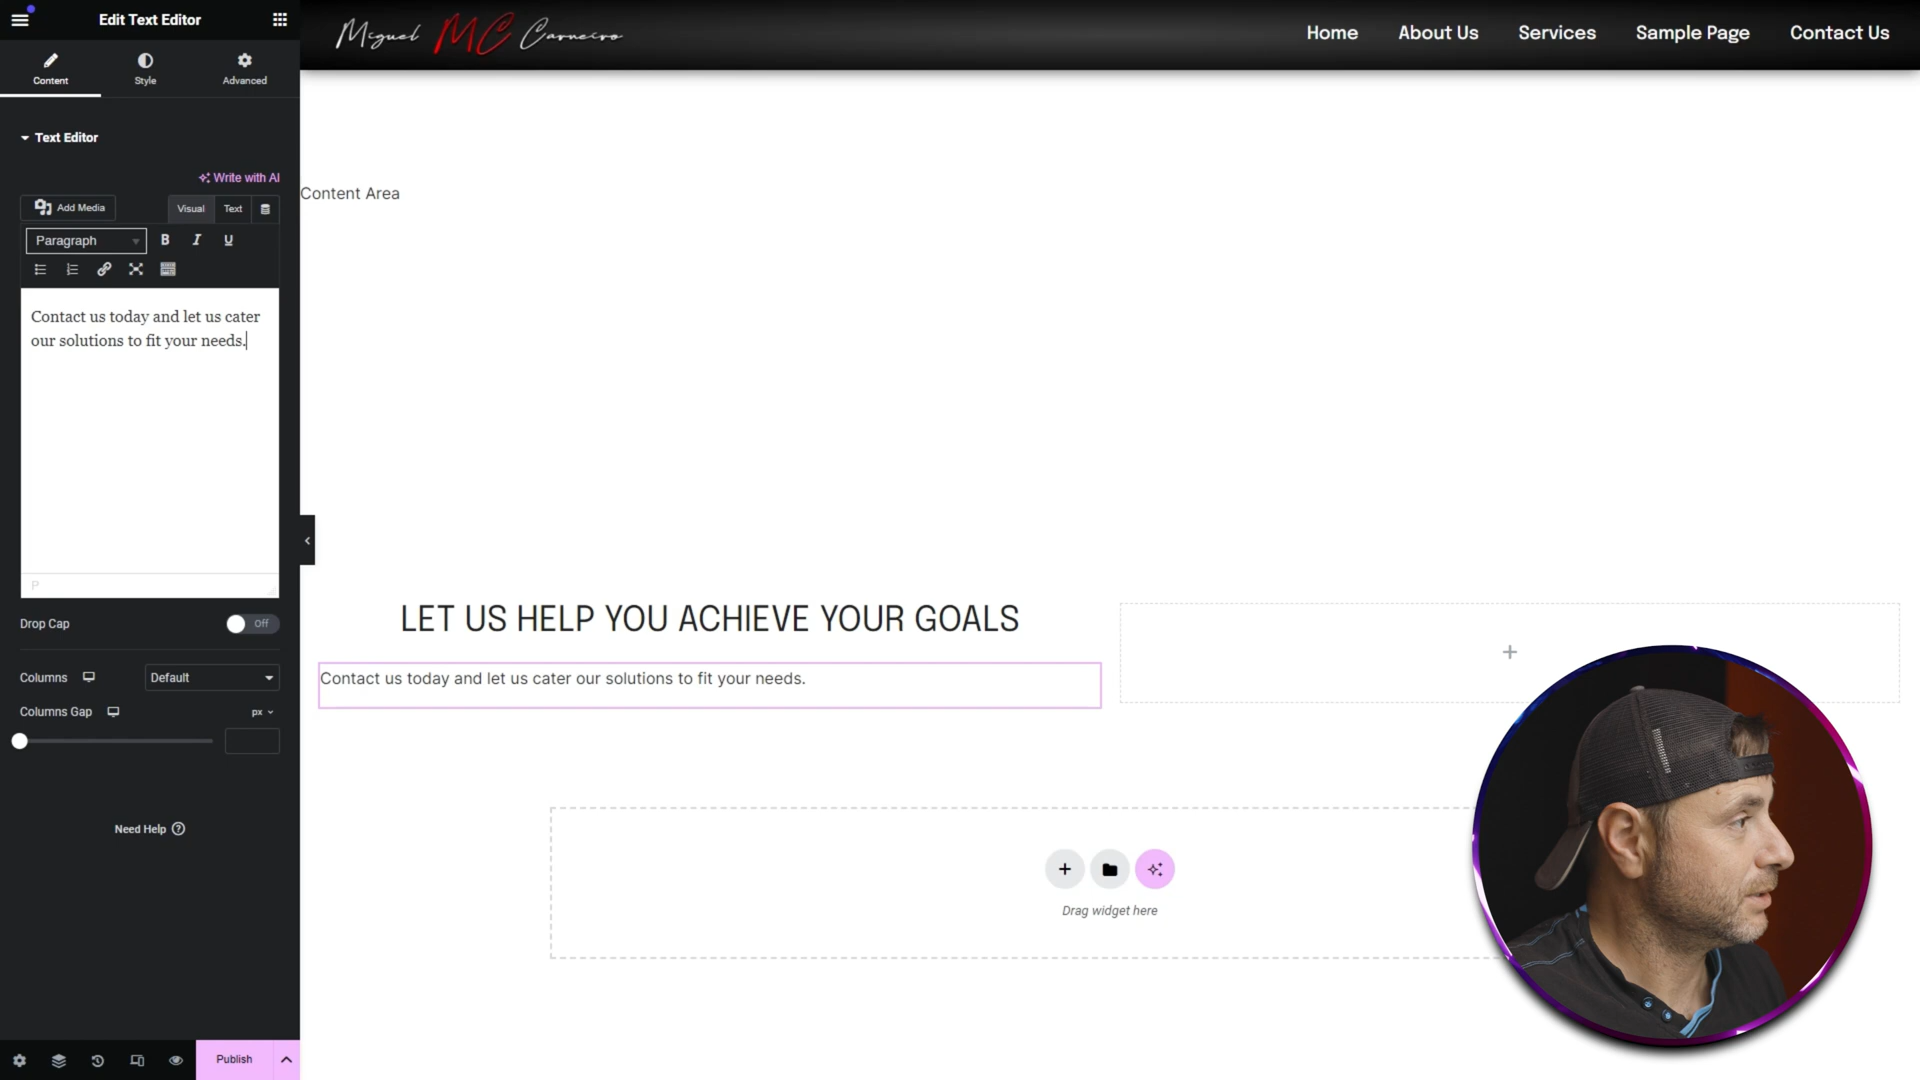 Edit Text Editor
Content
Style
Advanced
Text Editor
Write with AI
Add Media
Visual
Text
Paragraph
B
I
U
Contact us today and let us cater
our solutions to fit your needs.
P
Drop Cap
Off
Columns
Default
Columns Gap
px
Need Help
Publish
Miguel MC Carneiro
Home
About Us
Services
Sample Page
Contact Us
Content Area
LET US HELP YOU ACHIEVE YOUR GOALS
Contact us today and let us cater our solutions to fit your needs.
Drag widget here